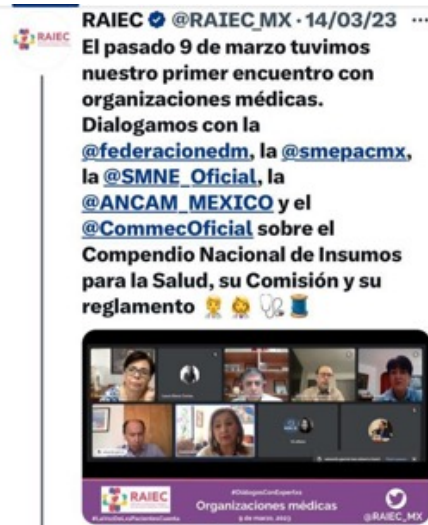 RAIEC @RAIEC_MX · 14/03/23 ···
RAIEC
El pasado 9 de marzo tuvimos
nuestro primer encuentro con
organizaciones médicas.
Dialogamos con la
@federacionedm, la @smepacmx,
la @SMNE_Oficial, la
@ANCAM_MEXICO y el
@CommecOficial sobre el
Compendio Nacional de Insumos
para la Salud, su Comisión y su
reglamento
RAIEC
#DiálogosConExpertxs
Organizaciones médicas
9 de marzo, 2023
@RAIEC_MX